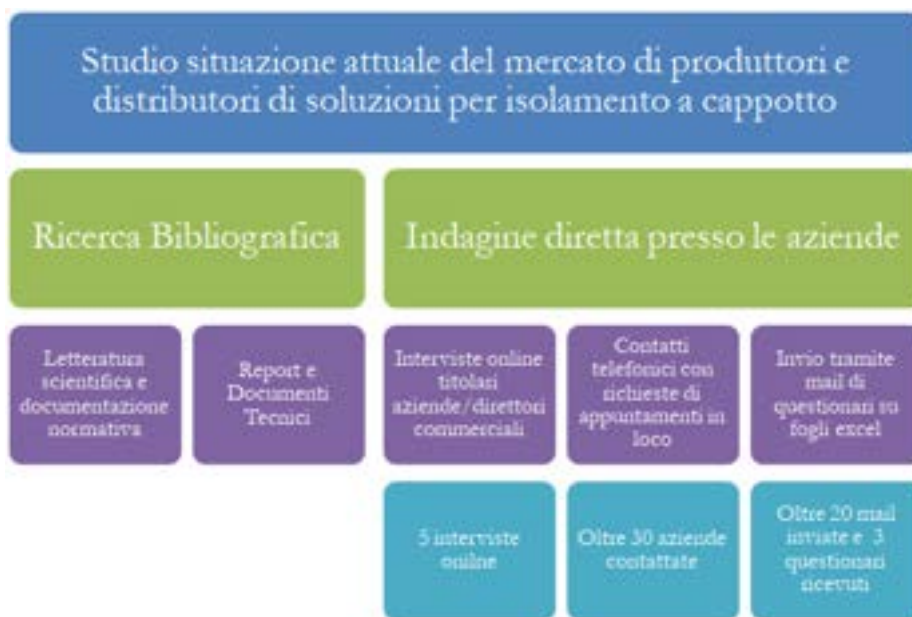 Studio situazione attuale del mercato di produttori e
distributori di soluzioni per isolamento a cappotto
Ricerca Bibliografica
Indagine diretta presso le aziende
Letteratura
scientifica e
documentazione
normativa
Report e
Documenti
Tecnici
Interviste online
titolari
aziende/direttori
commerciali
Contatti
telefonici con
richieste di
appuntamenti in
loco
Invio tramite
mail di
questionari su
fogli excel
5 interviste
onilne
Oltre 30 aziende
contattate
Oltre 20 mail
inviate e 3
questionari
ricevuti